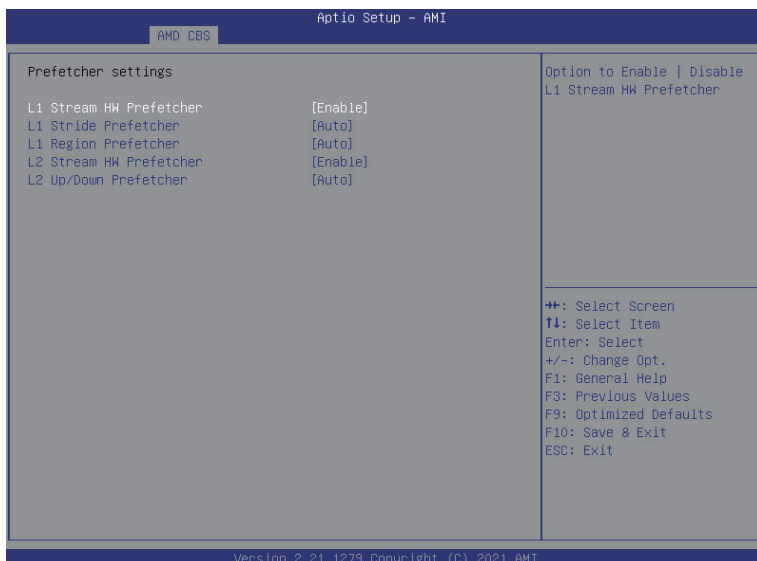 Aptio Setup – AMI
AMD CBS
Prefetcher settings
L1 Stream HW Prefetcher [Enable]
L1 Stride Prefetcher [Auto]
L1 Region Prefetcher [Auto]
L2 Stream HW Prefetcher [Enable]
L2 Up/Down Prefetcher [Auto]
Option to Enable | Disable
L1 Stream HW Prefetcher
→←: Select Screen
↑↓: Select Item
Enter: Select
+/-: Change Opt.
F1: General Help
F3: Previous Values
F9: Optimized Defaults
F10: Save & Exit
ESC: Exit
Version 2.21.1279 Copyright (C) 2021 AMI